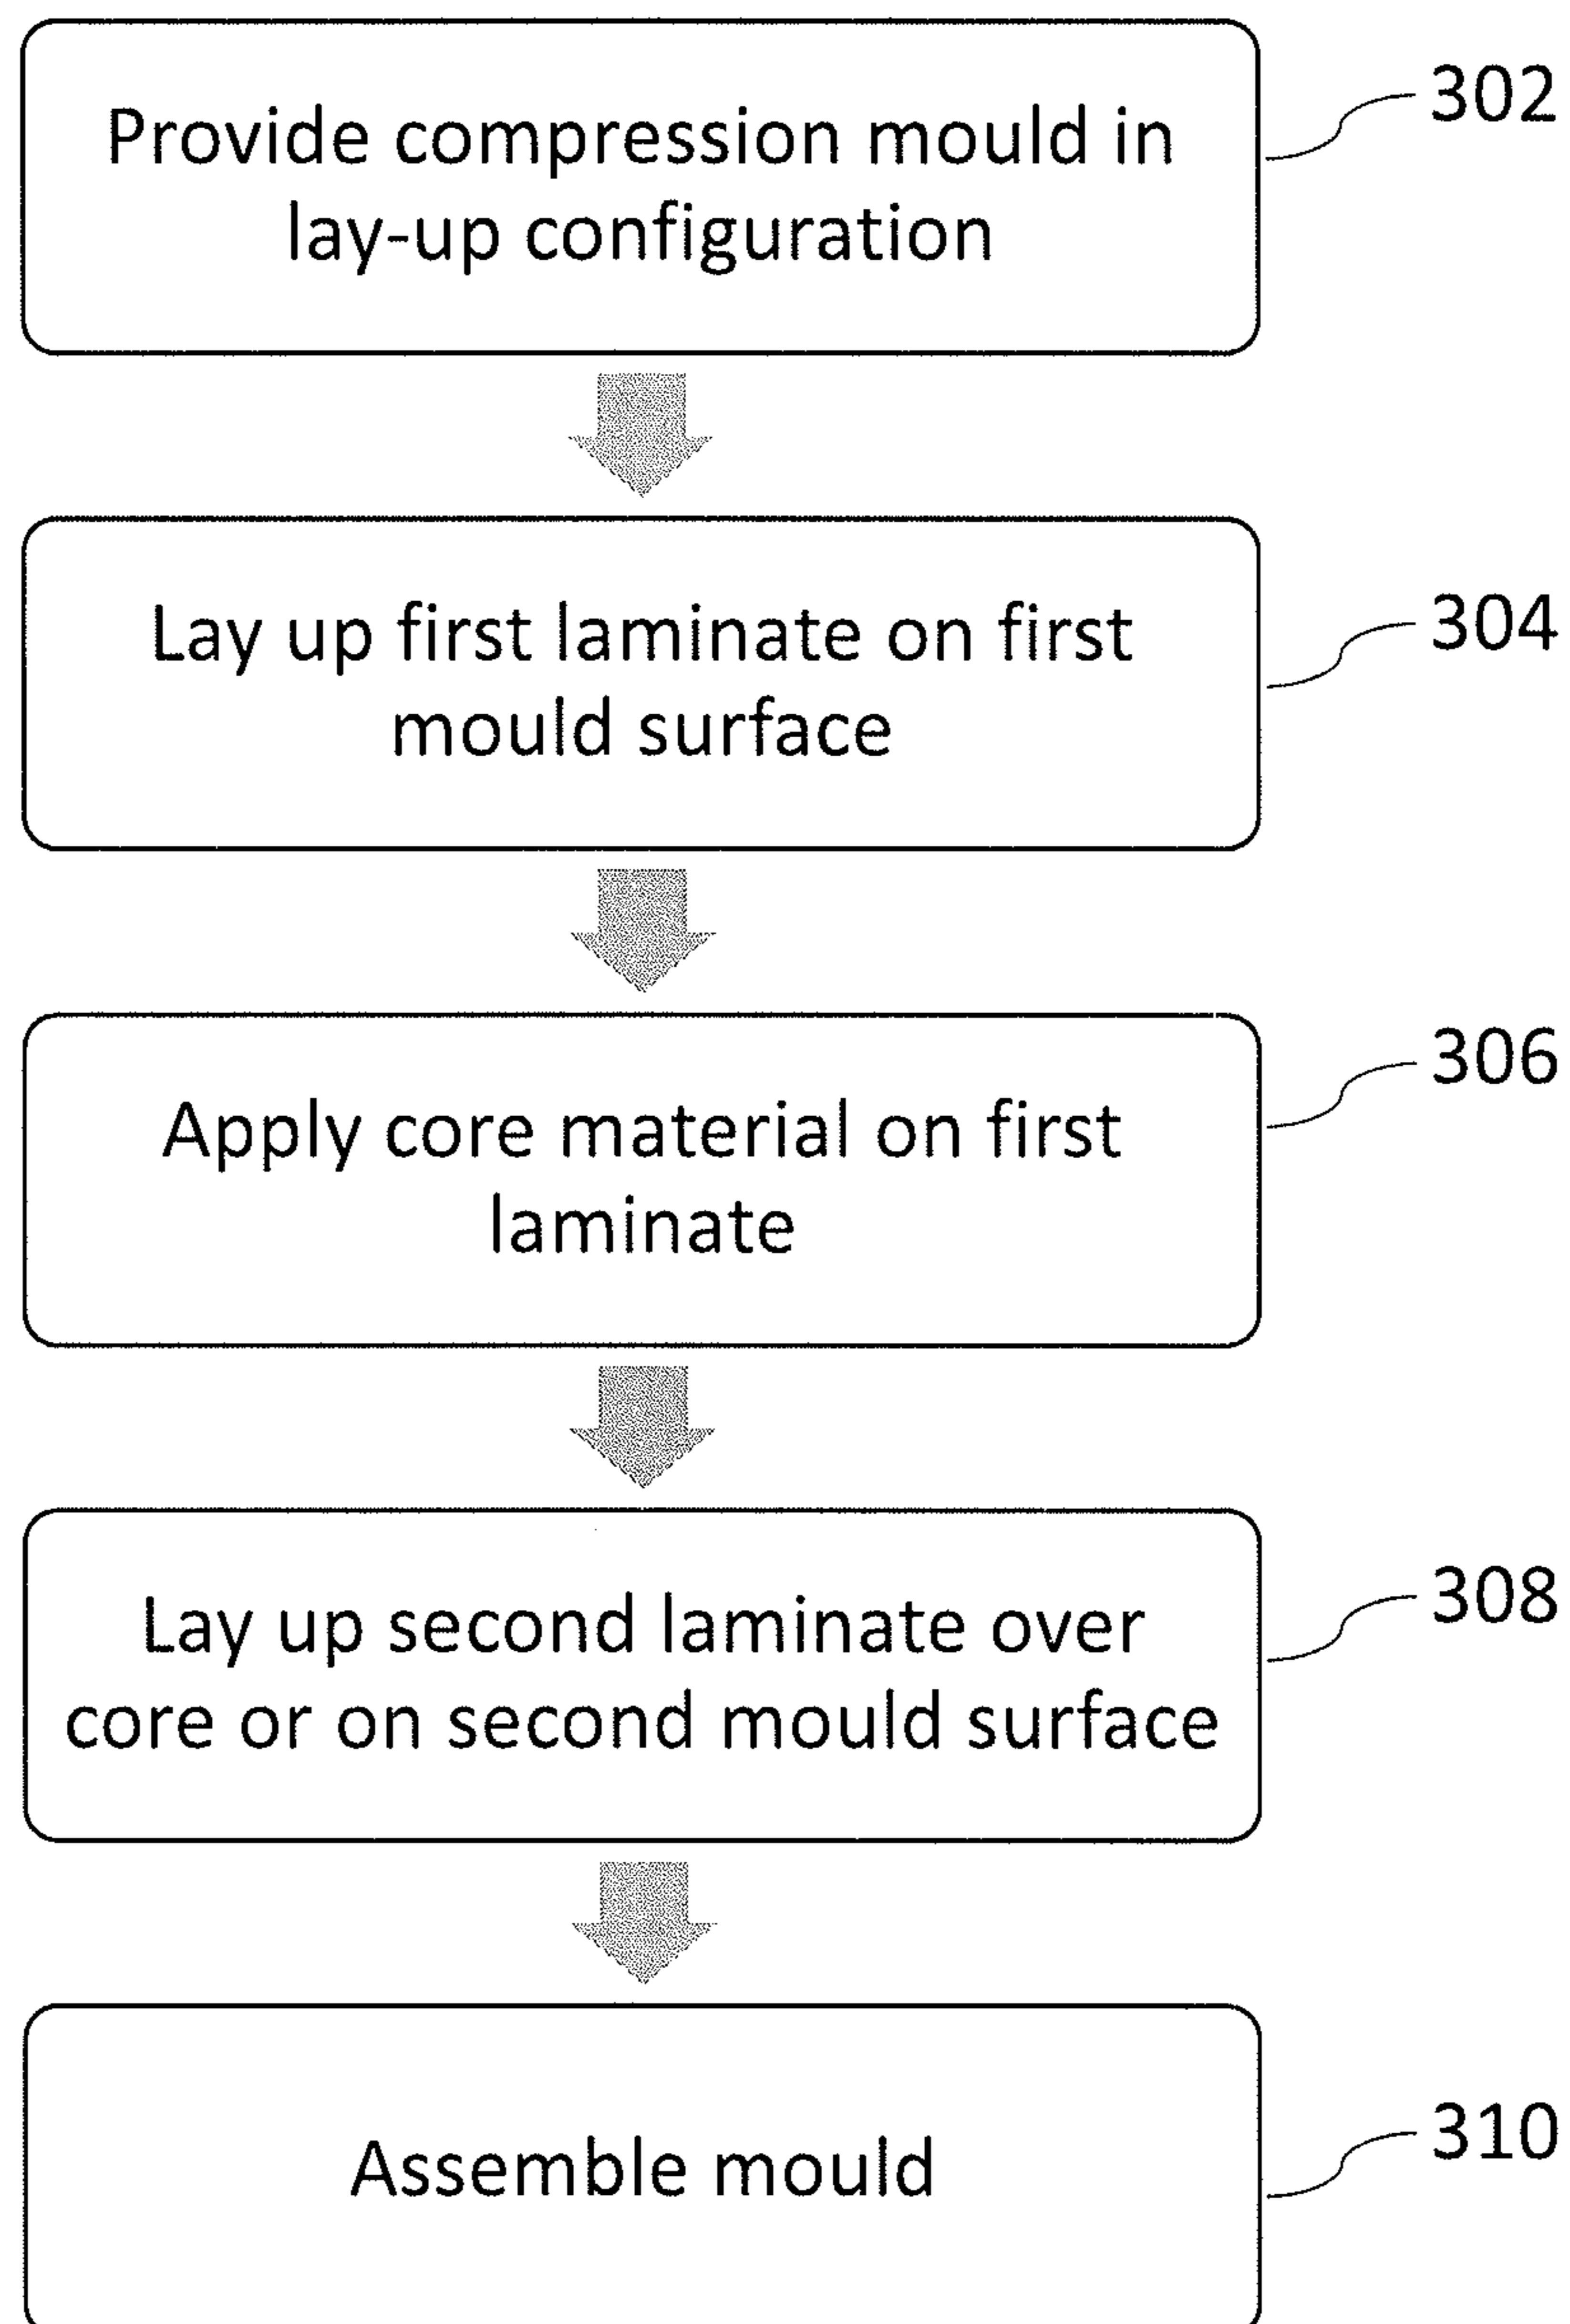 Provide compression mould in
lay-up configuration
302
Lay up first laminate on first
mould surface
304
Apply core material on first
laminate
306
Lay up second laminate over
core or on second mould surface
308
Assemble mould
310